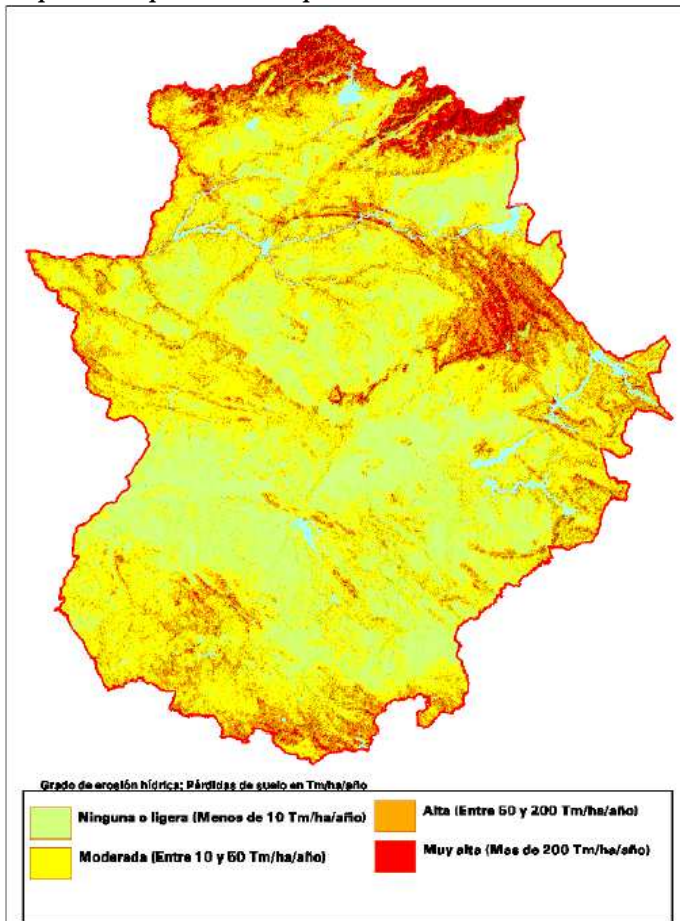 Grado de erosión hídrica: Pérdidas de suelo en Tm/ha/año
Ninguna o ligera (Menos de 10 Tm/ha/año)
Alta (Entre 50 y 200 Tm/ha/año)
Moderada (Entre 10 y 50 Tm/ha/año)
Muy alta (Mas de 200 Tm/ha/año)